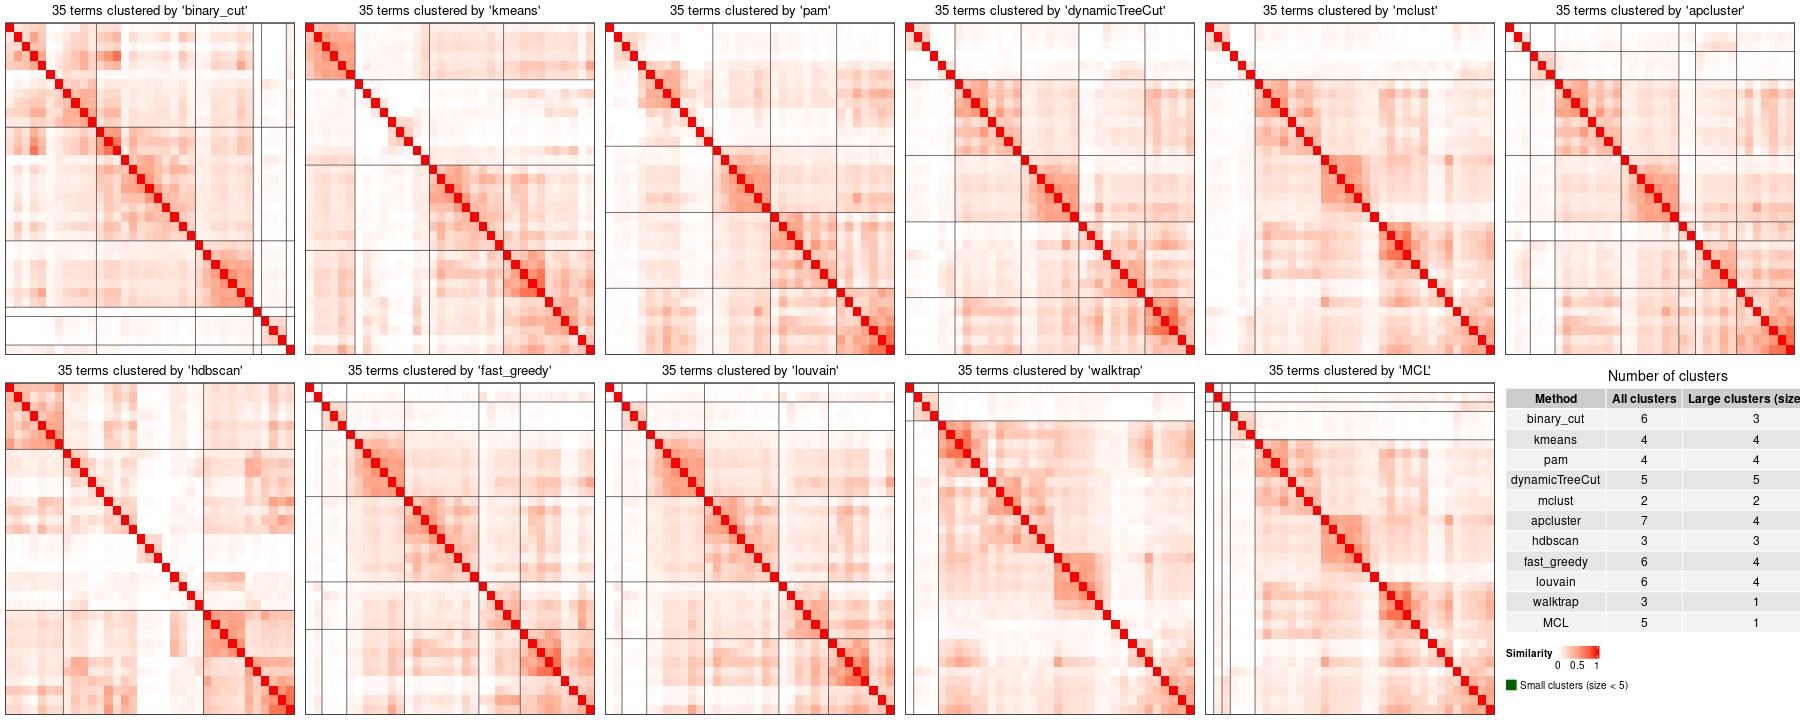 35 terms clustered by 'binary_cut'
35 terms clustered by 'kmeans'
35 terms clustered by 'pam'
35 terms clustered by 'dynamicTreeCut'
35 terms clustered by 'mclust'
35 terms clustered by 'apcluster'
35 terms clustered by 'hdbscan'
35 terms clustered by 'fast_greedy'
35 terms clustered by 'louvain'
35 terms clustered by 'walktrap'
35 terms clustered by 'MCL'
Number of clusters
Method All clusters Large clusters (size
binary_cut 6 3
kmeans 4 4
pam 4 4
dynamicTreeCut 5 5
mclust 2 2
apcluster 7 4
hdbscan 3 3
fast_greedy 6 4
louvain 6 4
walktrap 3 1
MCL 5 1
Similarity
0 0.5 1
Small clusters (size < 5)